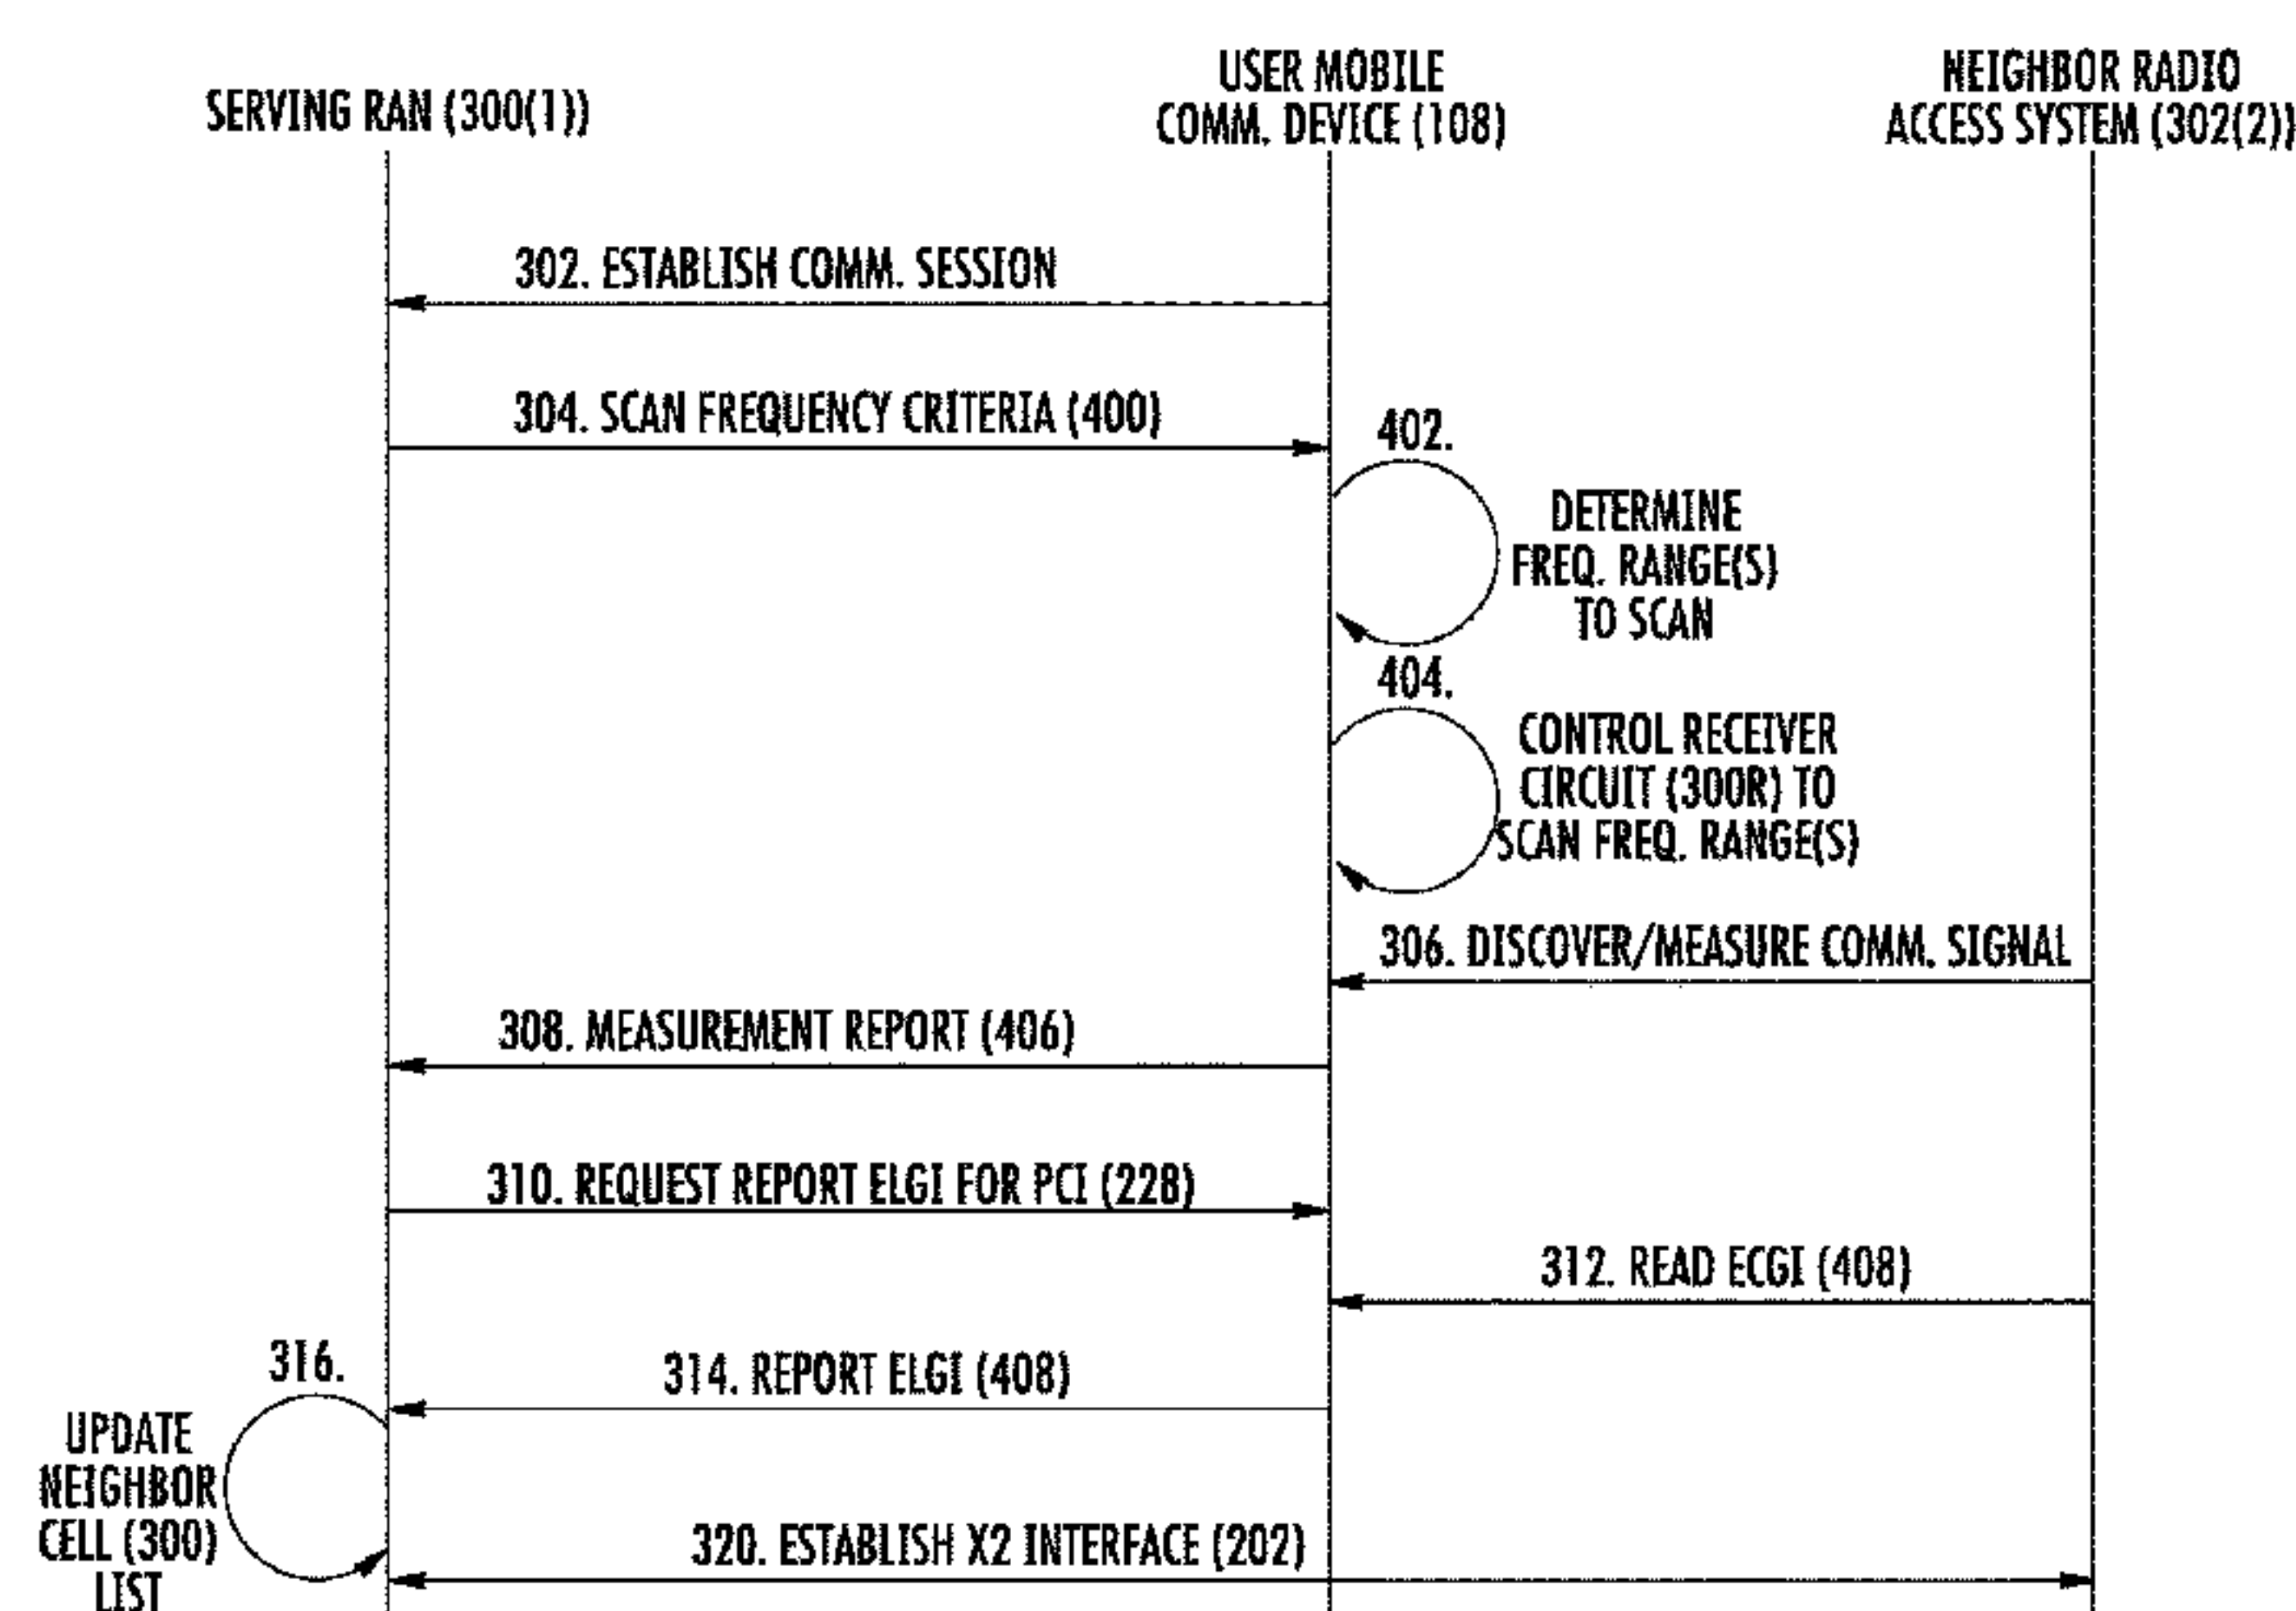 SERVING RAN (300(1))
USER MOBILE
COMM. DEVICE (108)
NEIGHBOR RADIO
ACCESS SYSTEM (302(2))
302. ESTABLISH COMM. SESSION
304. SCAN FREQUENCY CRITERIA (400)
402.
DETERMINE
FREQ. RANGE(S)
TO SCAN
404.
CONTROL RECEIVER
CIRCUIT (300R) TO
SCAN FREQ. RANGE(S)
306. DISCOVER/MEASURE COMM. SIGNAL
308. MEASUREMENT REPORT (406)
310. REQUEST REPORT ELGI FOR PCI (228)
312. READ ECGI (408)
314. REPORT ELGI (408)
316.
UPDATE
NEIGHBOR
CELL (300)
LIST
320. ESTABLISH X2 INTERFACE (202)